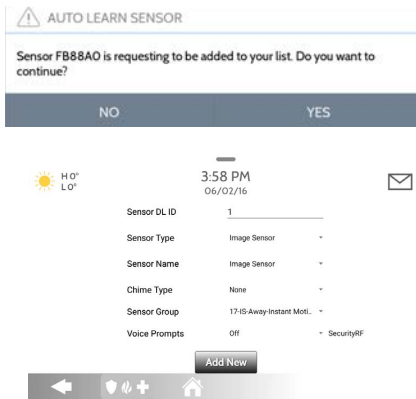 AUTO LEARN SENSOR
Sensor FB88A0 is requesting to be added to your list. Do you want to
continue?
NO YES
H 0°
L 0°
3:58 PM
06/02/16
Sensor DL ID 1
Sensor Type Image Sensor
Sensor Name Image Sensor
Chime Type None
Sensor Group 17-IS-Away-Instant Moti..
Voice Prompts Off SecurityRF
Add New